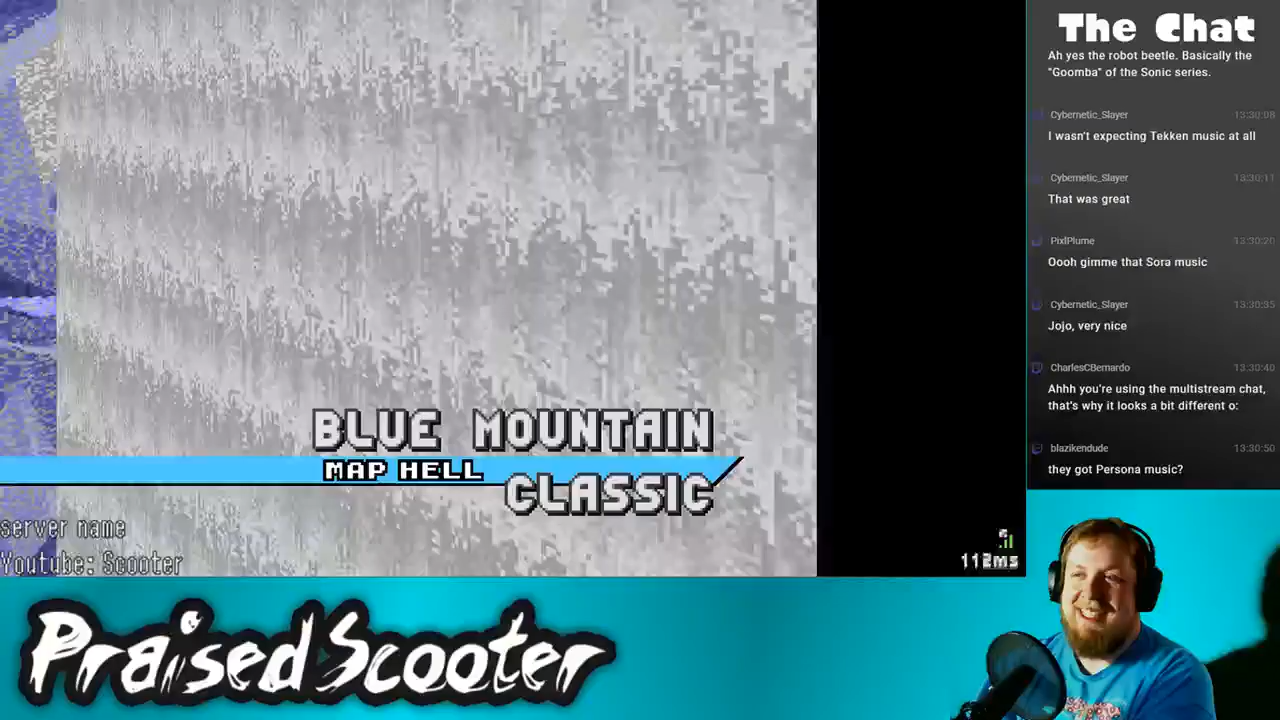 The Chat
Ah yes the robot beetle. Basically the
"Goomba" of the Sonic series.
Cybernetic_Slayer 13:30:08
I wasn't expecting Tekken music at all
Cybernetic_Slayer 13:30:11
That was great
PixlPlume 13:30:20
Oooh gimme that Sora music
Cybernetic_Slayer 13:30:35
Jojo, very nice
CharlesCBernardo 13:30:40
Ahhh you're using the multistream chat,
that's why it looks a bit different o:
blazikendude 13:30:50
they got Persona music?
BLUE MOUNTAIN
MAP HELL
CLASSIC
server name
Youtube: Scooter
112ms
Praised Scooter